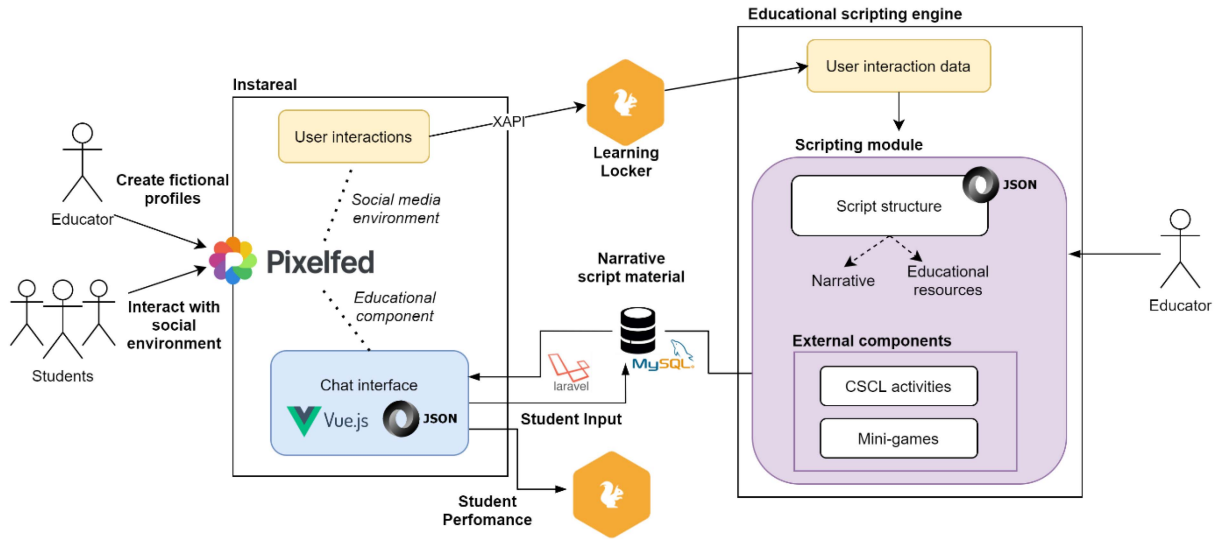 Educational scripting engine
User interaction data
Instareal
User interactions
XAPI
Learning
Locker
Scripting module
JSON
Script structure
Create fictional
profiles
Educator
Social media
environment
Pixelfed
Narrative
script material
Narrative
Educational
resources
Educator
Interact with
social
environment
Students
Educational
component
External components
CSCL activities
Mini-games
Chat interface
Vue.js
JSON
laravel
MySQL
Student Input
Student
Perfomance